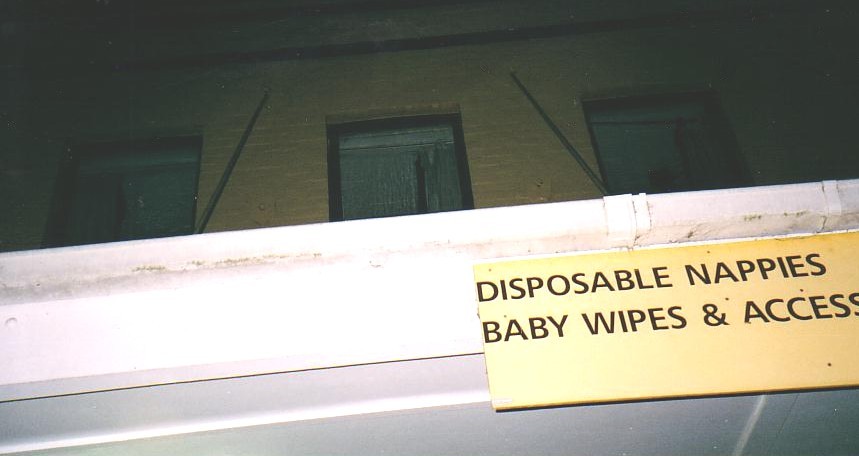 DISPOSABLE NAPPIES
BABY WIPES & ACCESS